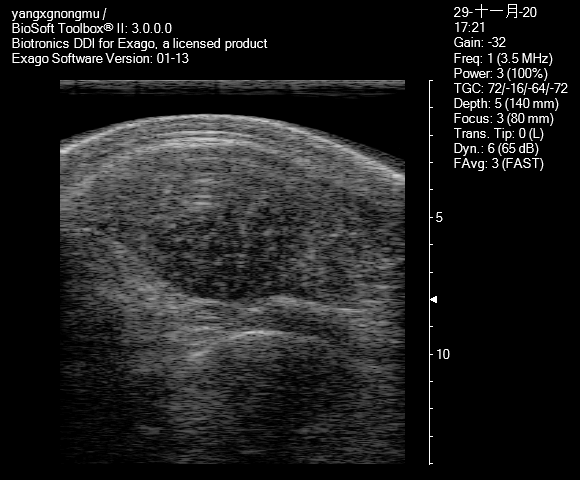 yangxgnongmu /
BioSoft Toolbox® II: 3.0.0.0
Biotronics DDI for Exago, a licensed product
Exago Software Version: 01-13
29-十一月-20
17:21
Gain: -32
Freq: 1 (3.5 MHz)
Power: 3 (100%)
TGC: 72/-16/-64/-72
Depth: 5 (140 mm)
Focus: 3 (80 mm)
Trans. Tip: 0 (L)
Dyn.: 6 (65 dB)
FAvg: 3 (FAST)
5
10